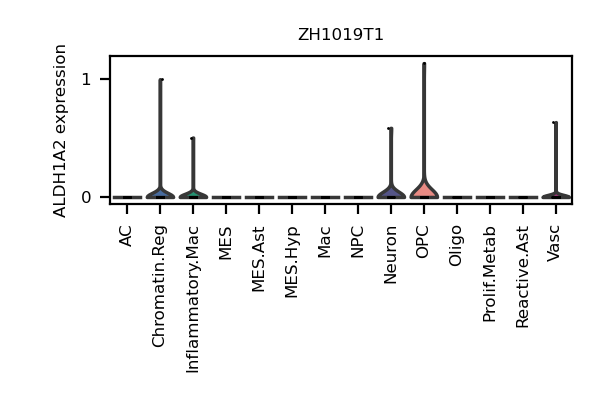 ZH1019T1
ALDH1A2 expression
1
0
AC
Chromatin.Reg
Inflammatory.Mac
MES
MES.Ast
MES.Hyp
Mac
NPC
Neuron
OPC
Oligo
Prolif.Metab
Reactive.Ast
Vasc